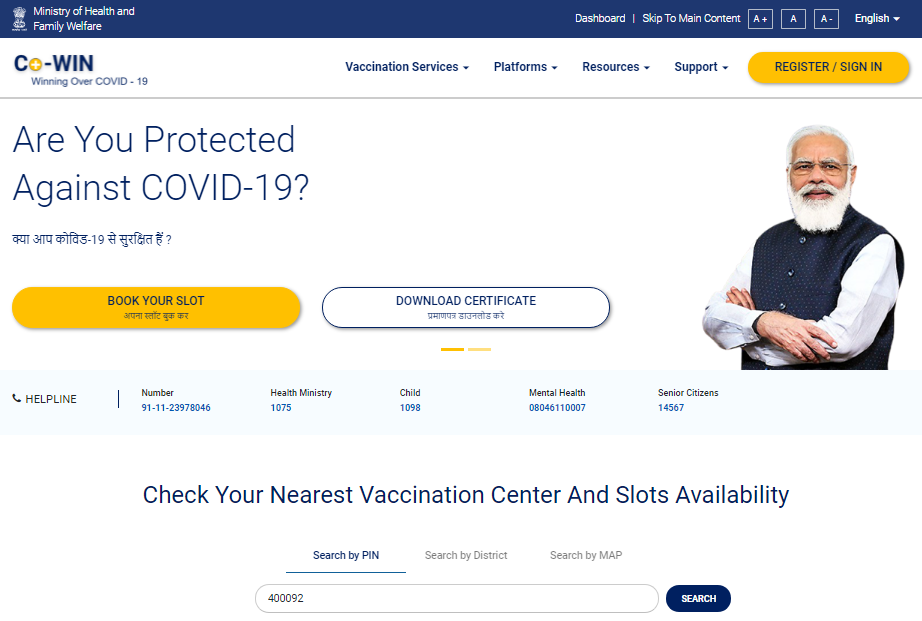 Ministry of Health and
Family Welfare
Dashboard | Skip To Main Content A + A A - English
Co-WIN
Winning Over COVID - 19
Vaccination Services Platforms Resources Support REGISTER / SIGN IN
Are You Protected
Against COVID-19?
क्या आप कोविड-19 से सुरक्षित हैं ?
BOOK YOUR SLOT
अपना स्लॉट बुक कर
DOWNLOAD CERTIFICATE
प्रमाणपत्र डाउनलोड करे
HELPLINE
Number
91-11-23978046
Health Ministry
1075
Child
1098
Mental Health
08046110007
Senior Citizens
14567
Check Your Nearest Vaccination Center And Slots Availability
Search by PIN Search by District Search by MAP
400092 SEARCH